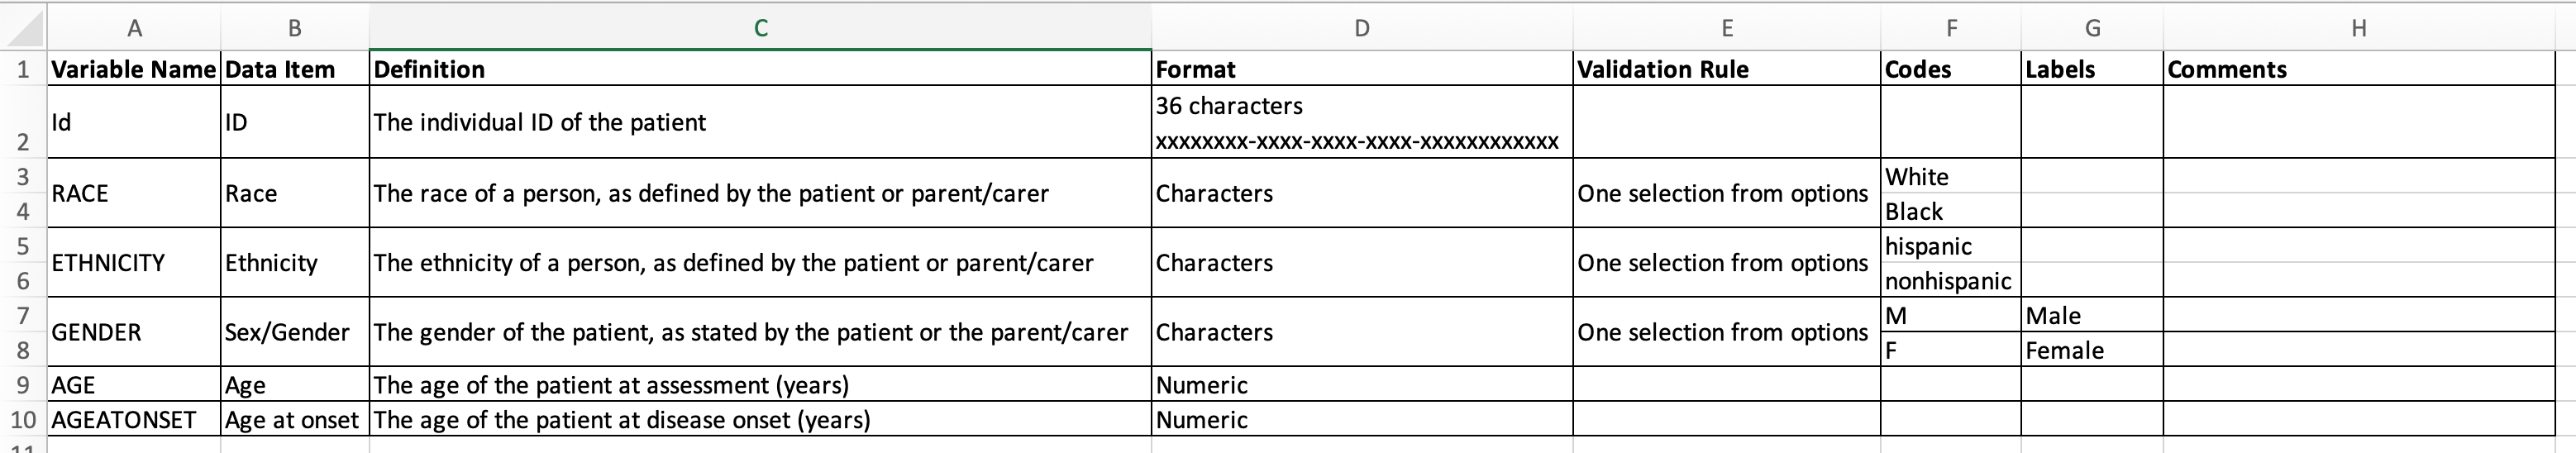 A B C D E F G H
1 Variable Name Data Item Definition Format Validation Rule Codes Labels Comments
36 characters
2 Id ID The individual ID of the patient xxxxxxxx-xxxx-xxxx-xxxx-xxxxxxxxxxxx
3 White
RACE Race The race of a person, as defined by the patient or parent/carer Characters One selection from options
4 Black
5 hispanic
ETHNICITY Ethnicity The ethnicity of a person, as defined by the patient or parent/carer Characters One selection from options
6 nonhispanic
7 M Male
GENDER Sex/Gender The gender of the patient, as stated by the patient or the parent/carer Characters One selection from options
8 F Female
9 AGE Age The age of the patient at assessment (years) Numeric
10 AGEATONSET Age at onset The age of the patient at disease onset (years) Numeric
11